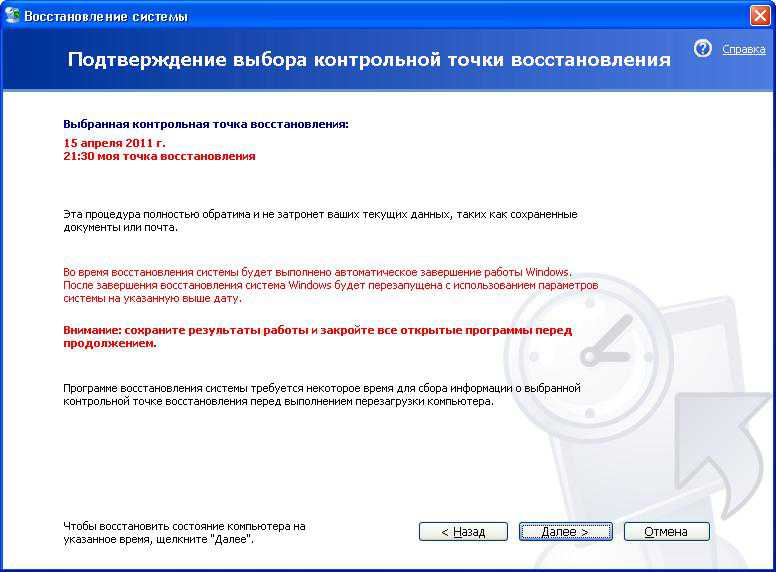 Восстановление системы
Подтверждение выбора контрольной точки восстановления
? Справка
Выбранная контрольная точка восстановления:
15 апреля 2011 г.
21:30 моя точка восстановления
Эта процедура полностью обратима и не затронет ваших текущих данных, таких как сохраненные
документы или почта.
Во время восстановления системы будет выполнено автоматическое завершение работы Windows.
После завершения восстановления система Windows будет перезапущена с использованием параметров
системы на указанную выше дату.
Внимание: сохраните результаты работы и закройте все открытые программы перед
продолжением.
Программе восстановления системы требуется некоторое время для сбора информации о выбранной
контрольной точке восстановления перед выполнением перезагрузки компьютера.
Чтобы восстановить состояние компьютера на
указанное время, щелкните "Далее".
< Назад
Далее >
Отмена